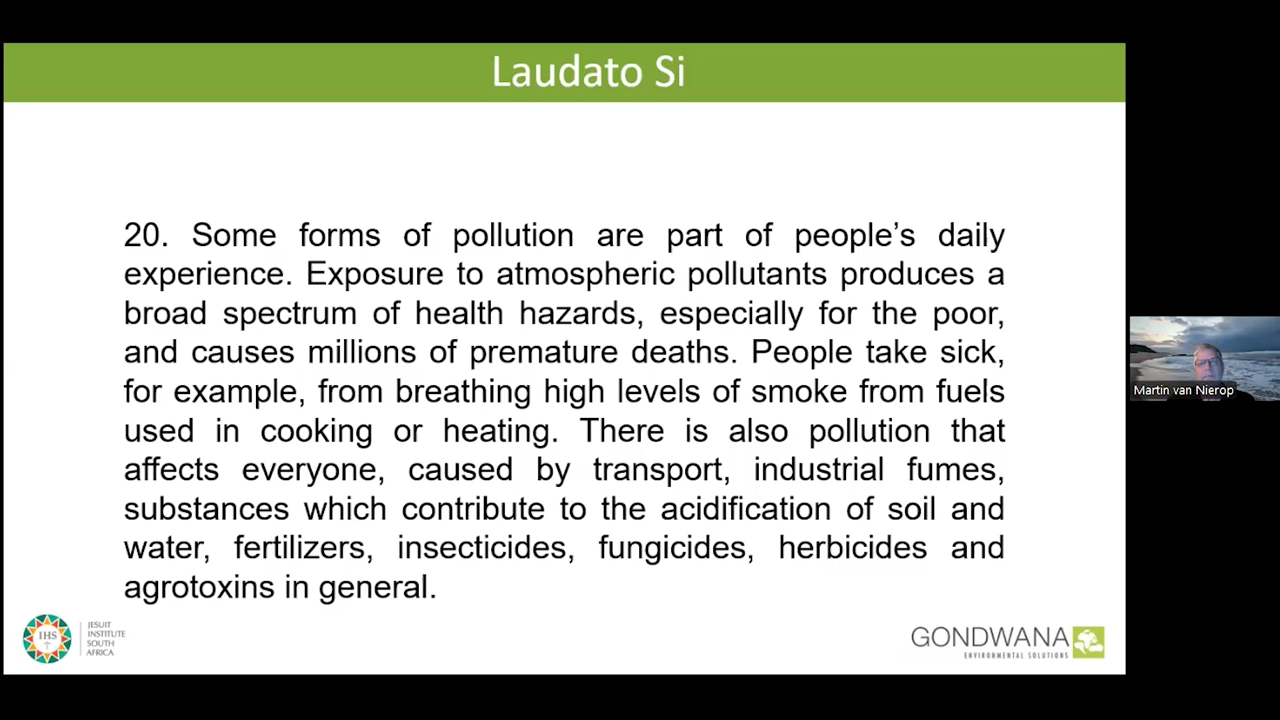 Laudato Si
20. Some forms of pollution are part of people’s daily
experience. Exposure to atmospheric pollutants produces a
broad spectrum of health hazards, especially for the poor,
and causes millions of premature deaths. People take sick,
for example, from breathing high levels of smoke from fuels
used in cooking or heating. There is also pollution that
affects everyone, caused by transport, industrial fumes,
substances which contribute to the acidification of soil and
water, fertilizers, insecticides, fungicides, herbicides and
agrotoxins in general.
IHS
JESUIT
INSTITUTE
SOUTH
AFRICA
GONDWANA
ENVIRONMENTAL SOLUTIONS
Martin van Nierop